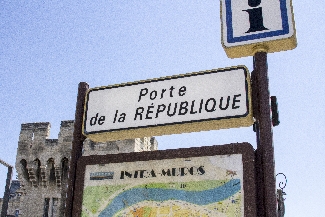 i
Porte
de la RÉPUBLIQUE
INTRA MUROS